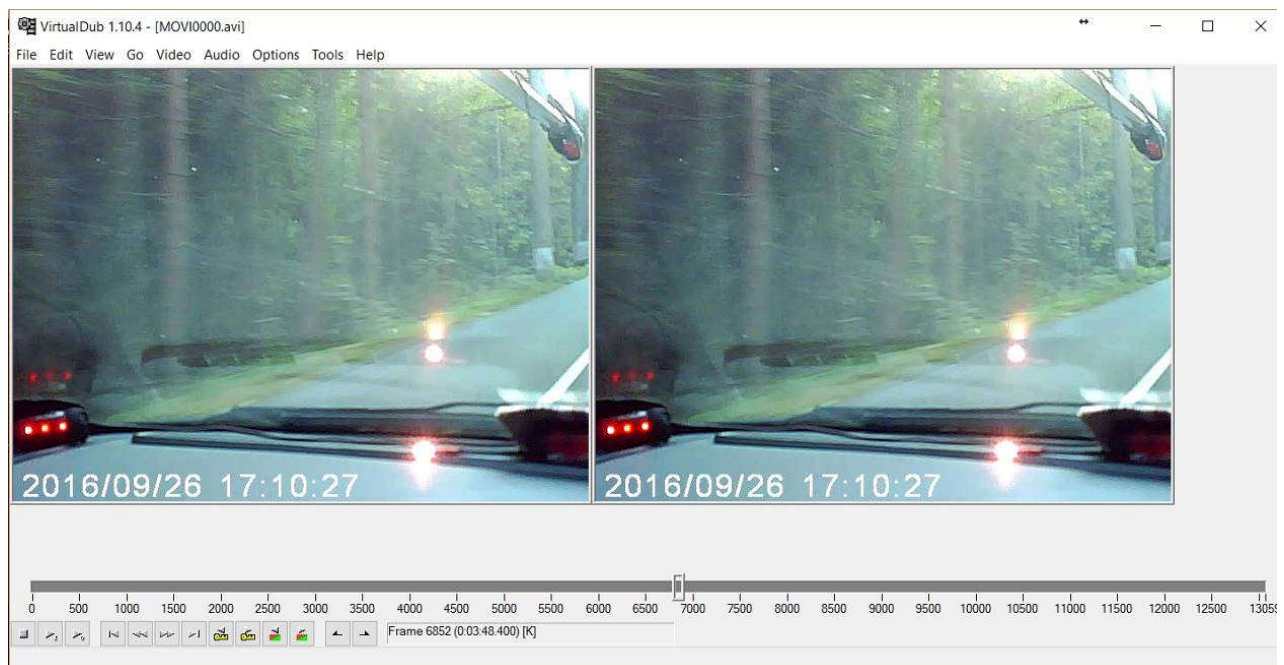 VirtualDub 1.10.4 - [MOVI0000.avi]
File Edit View Go Video Audio Options Tools Help
2016/09/26 17:10:27 2016/09/26 17:10:27
0 500 1000 1500 2000 2500 3000 3500 4000 4500 5000 5500 6000 6500 7000 7500 8000 8500 9000 9500 10000 10500 11000 11500 12000 12500 13059
Frame 6852 (0:03:48.400) [K]